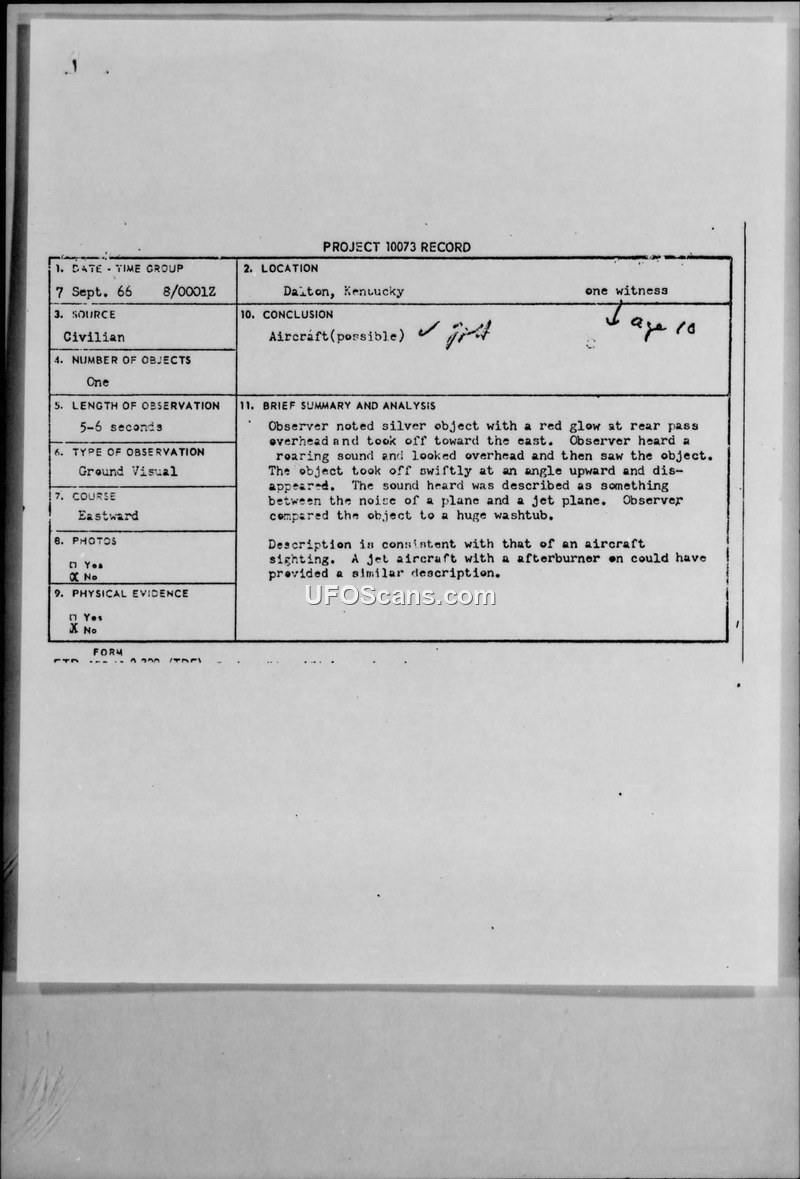 PROJECT 10073 RECORD
1. DATE - TIME GROUP
7 Sept. 66 8/0001Z
2. LOCATION
Dalton, Kentucky one witness
3. SOURCE
Civilian
10. CONCLUSION
Aircraft(possible)
age 10
4. NUMBER OF OBJECTS
One
5. LENGTH OF OBSERVATION
5-6 seconds
11. BRIEF SUMMARY AND ANALYSIS
Observer noted silver object with a red glow at rear pass
overhead and took off toward the east. Observer heard a
roaring sound and looked overhead and then saw the object.
The object took off swiftly at an angle upward and dis-
appeared. The sound heard was described as something
between the noise of a plane and a jet plane. Observer
compared the object to a huge washtub.
Description is consistent with that of an aircraft
sighting. A jet aircraft with a afterburner on could have
provided a similar description.
6. TYPE OF OBSERVATION
Ground Visual
7. COURSE
Eastward
8. PHOTOS
Yes
X No
9. PHYSICAL EVIDENCE
Yes
X No
FORM
UFOScans.com